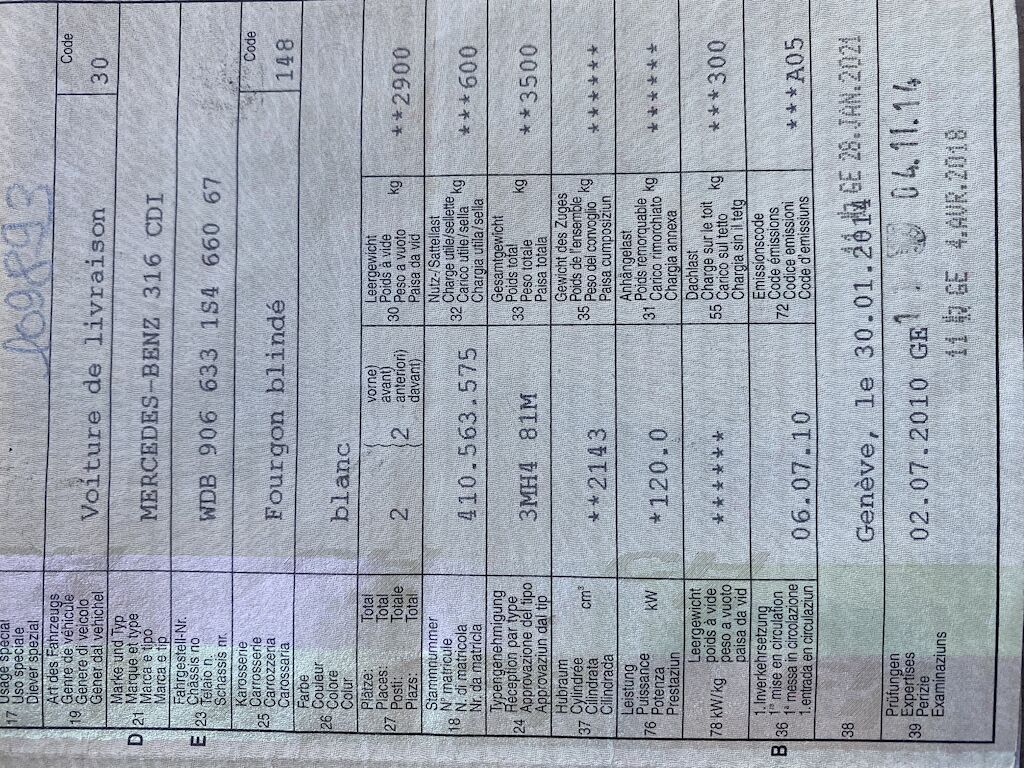 17 Usage spécial
Uso speciale
Diever spezial
Art des Fahrzeugs
Genre de véhicule
19 Genere di veicolo
Gener dal vehichel
Voiture de livraison
Code
30
Marke und Typ
D 21 Marque et type
Marca e tipo
Marca e tip
MERCEDES-BENZ 316 CDI
Fahrgestell-Nr.
E 23 Châssis no
Telaio n.
Schassis nr.
WDB 906 633 1S4 660 67
Karosserie
25 Carrosserie
Carrozzeria
Carossaria
Fourgon blindé
Code
148
Farbe
26 Couleur
Colore
Colur
blanc
Plätze: Total
27 Places: Total
Posti: Totale
Plazs: Total
2
vorne)
avant)
2 anteriori)
davant)
Leergewicht
Poids à vide
30 Peso a vuoto kg
Paisa da vid
**2900
Stammnummer
18 N° matricule
N. di matricola
Nr. da matricla
410.563.575
Nutz-/Sattellast
32 Charge utile/sellette kg
Carico utile/sella
Chargia utila/sella
***600
Typengenehmigung
24 Réception par type
Approvazione del tipo
Approvaziun dal tip
3MH4 81M
Gesamtgewicht
33 Poids total kg
Peso totale
Paisa totala
**3500
Hubraum
37 Cylindrée cm³
Cilindrata
Cilindrada
**2143
Gewicht des Zuges
35 Poids de l'ensemble kg
Peso del convoglio
Paisa cumposiziun
******
Leistung
76 Puissance kW
Potenza
Prestaziun
*120.0
Anhängelast
31 Poids remorquable kg
Carico rimorchiato
Chargia annexa
******
Leergewicht
78 kW/kg poids à vide
peso a vuoto
paisa da vid
******
Dachlast
55 Charge sur le toit kg
Carico sul tetto
Chargia sin il tetg
***300
1. Inverkehrsetzung
B 36 1re mise en circulation
1a messa in circolazione
1. entrada en circulaziun
06.07.10
Emissionscode
72 Code émissions
Codice emissioni
Code d'emissiuns
***A05
38
Genève, le 30.01.2014
GE 28.JAN.2021
Prüfungen
39 Expertises
Perizie
Examinaziuns
02.07.2010 GE1
04.11.14
GE 4.AVR.2018